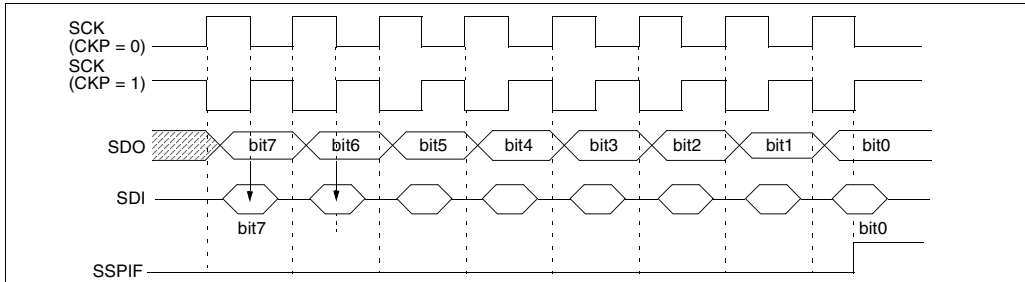 SCK
(CKP = 0)
SCK
(CKP = 1)
SDO bit7 bit6 bit5 bit4 bit3 bit2 bit1 bit0
SDI
bit7 bit0
SSPIF